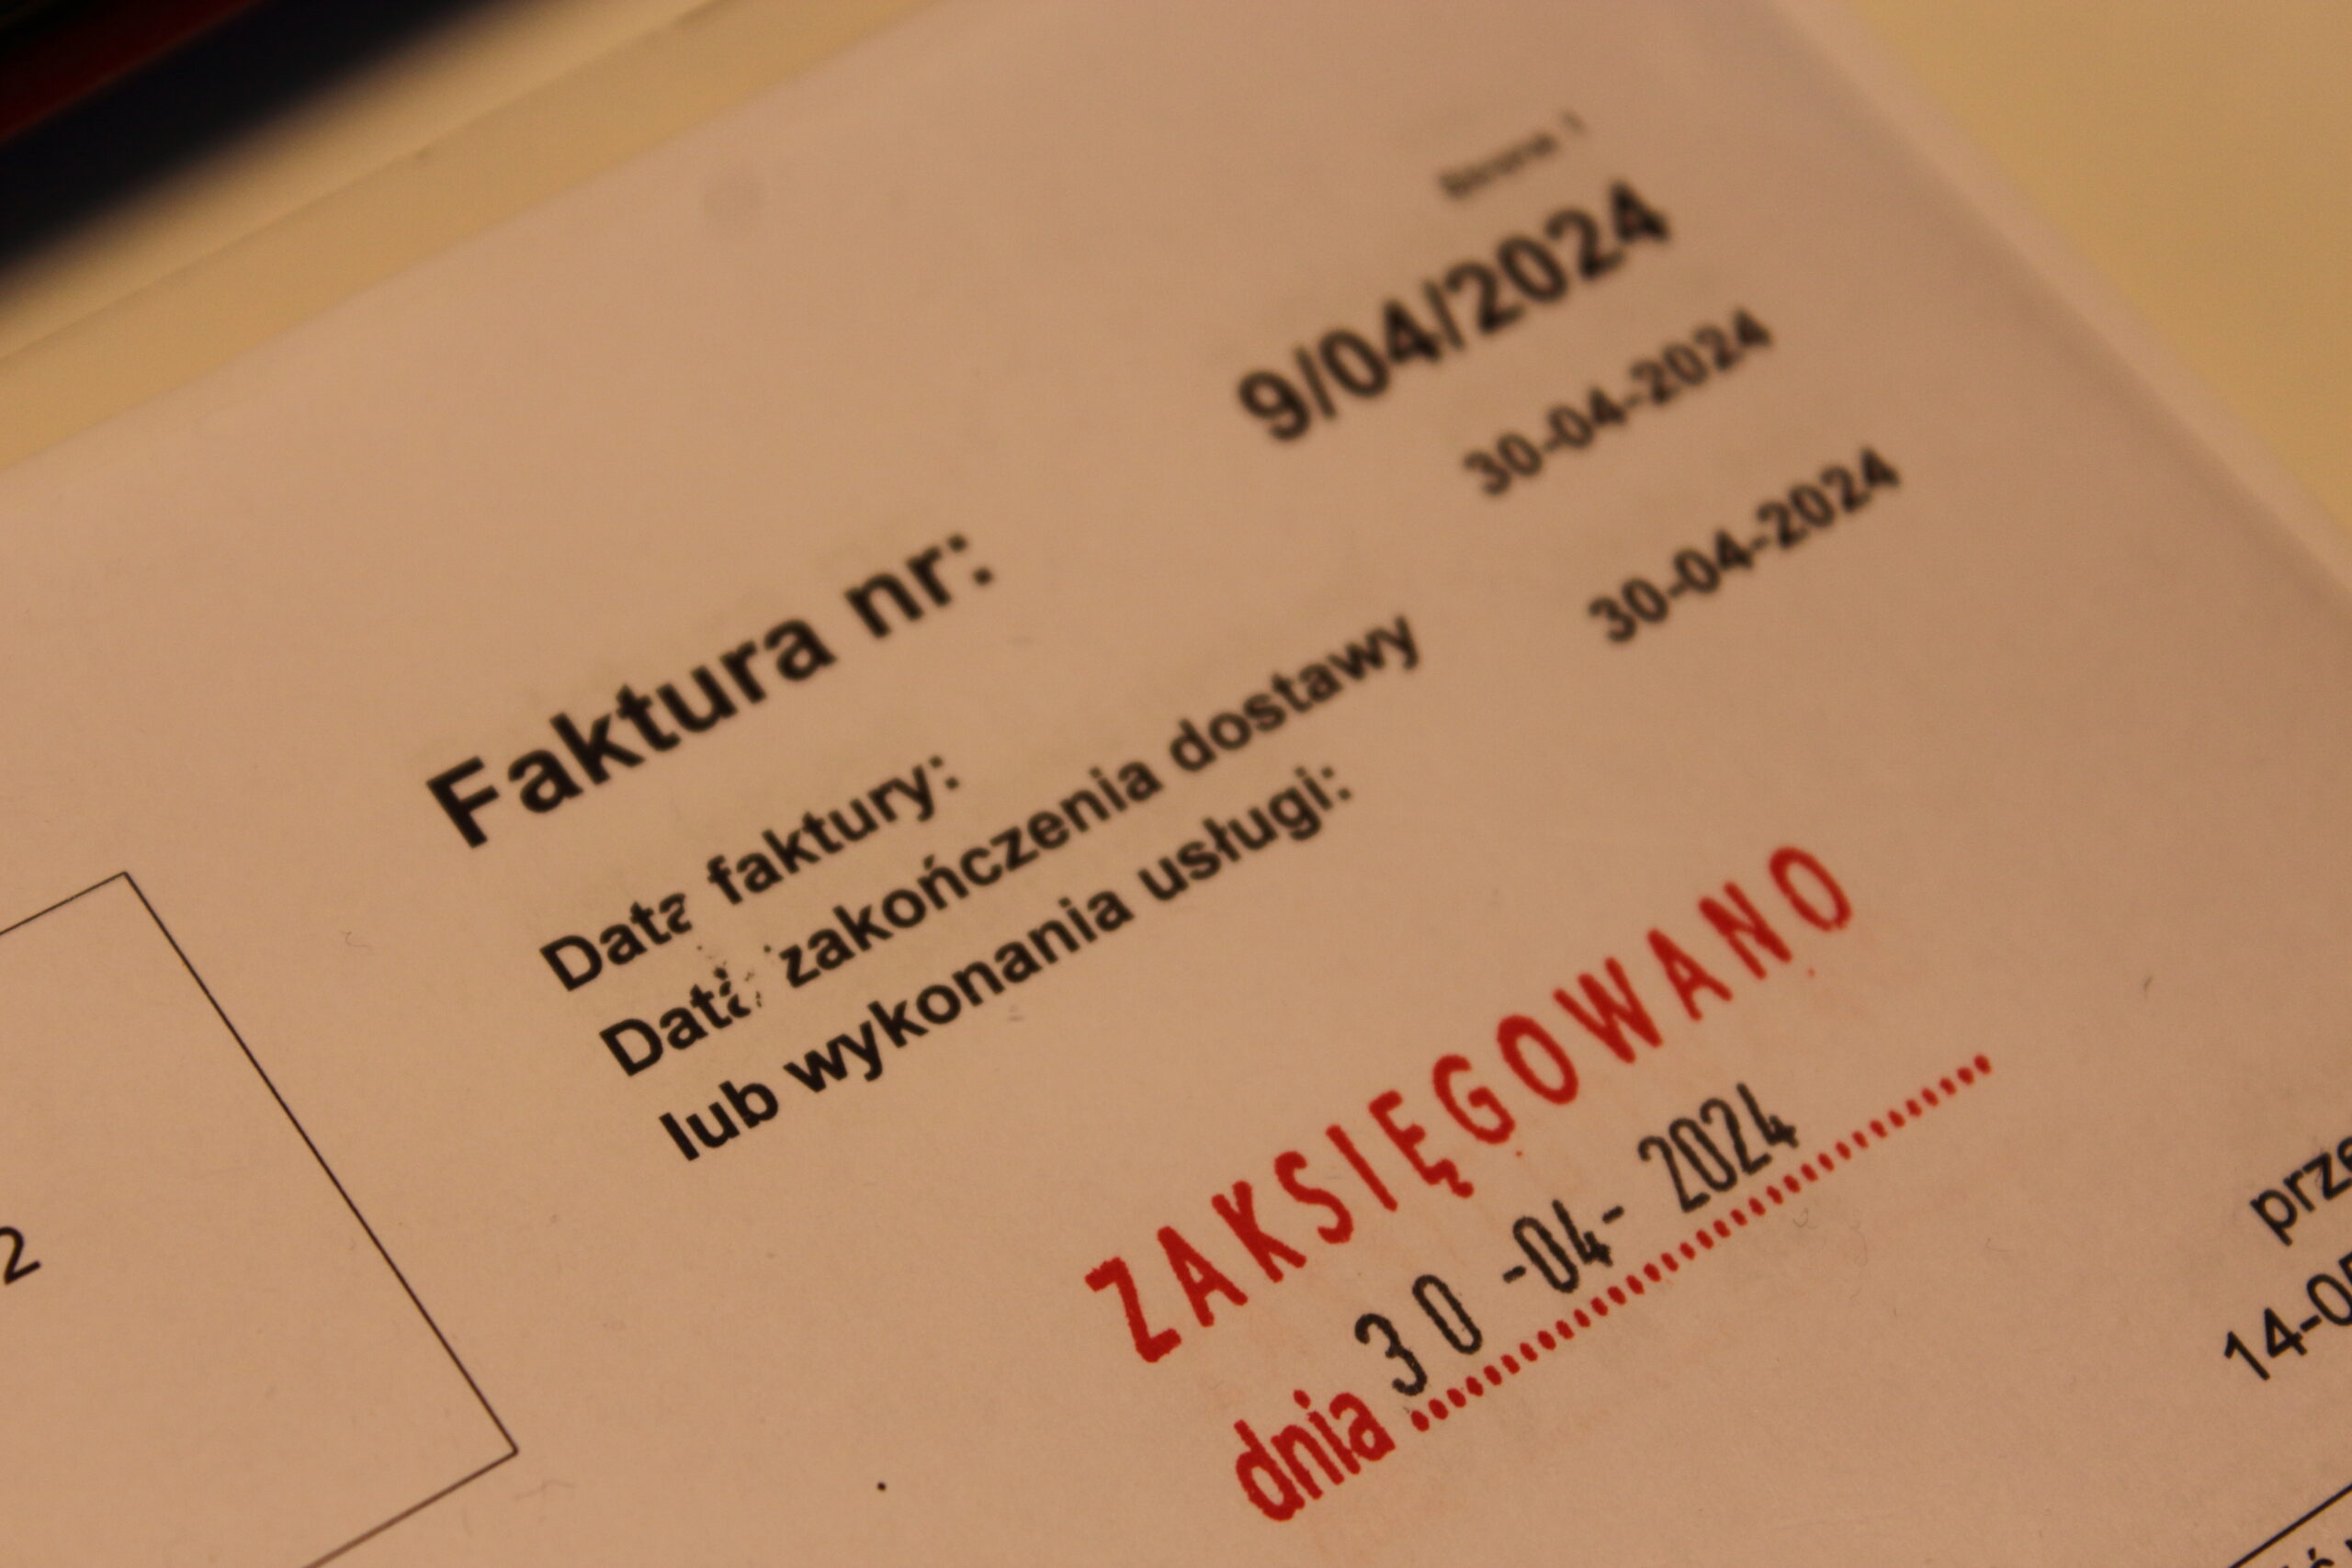 Strona 1
Faktura nr: 9/04/2024
Data faktury: 30-04-2024
Data zakończenia dostawy 30-04-2024
lub wykonania usługi:
ZAKSIĘGOWANO
dnia 30-04-2024
2
14-0